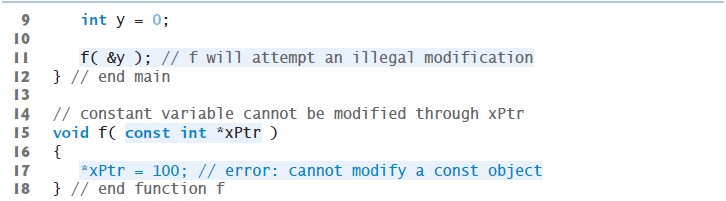 9 int y = 0;
10
11 f( &y ); // f will attempt an illegal modification
12 } // end main
13
14 // constant variable cannot be modified through xPtr
15 void f( const int *xPtr )
16 {
17 *xPtr = 100; // error: cannot modify a const object
18 } // end function f